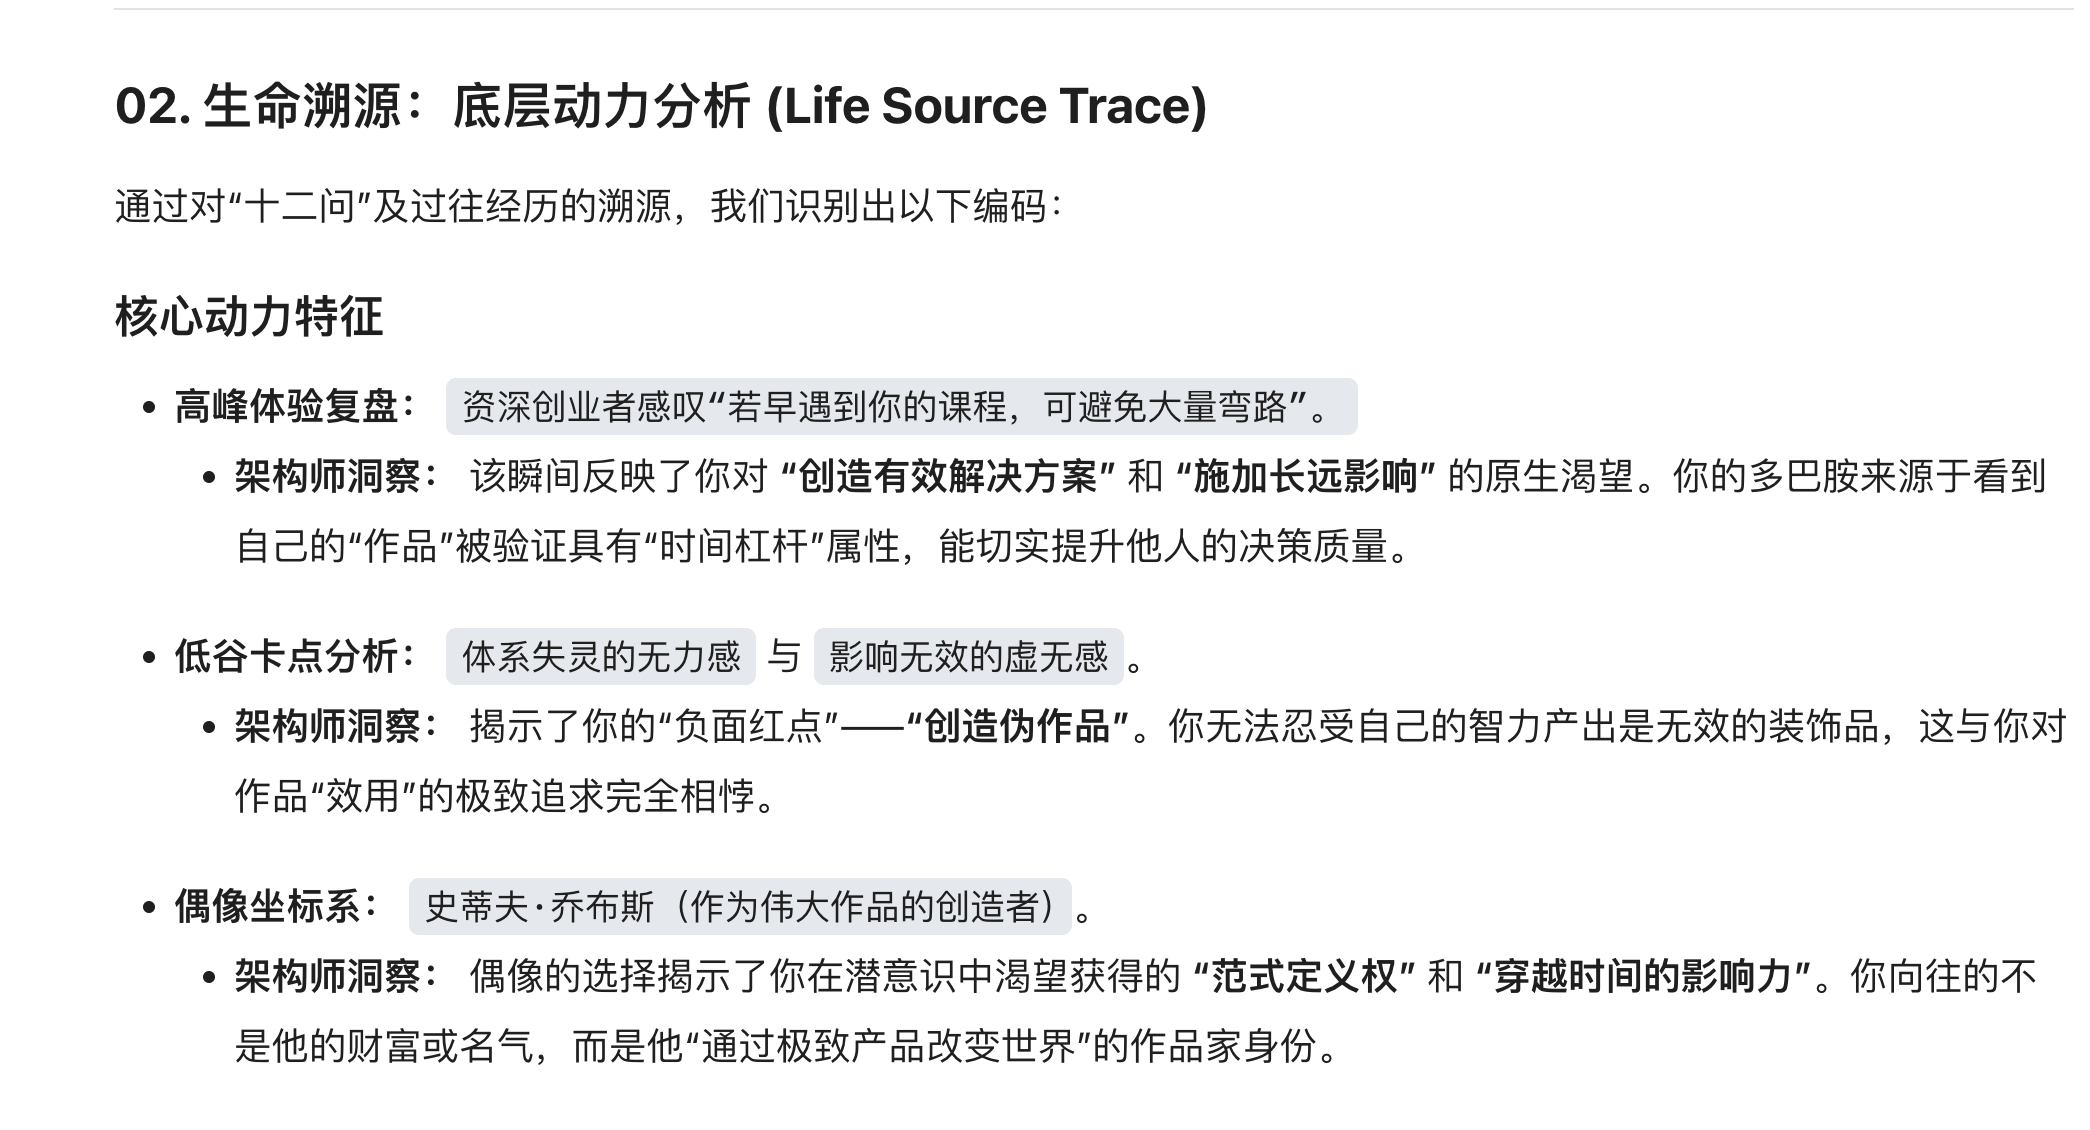 02. 生命溯源：底层动力分析 (Life Source Trace)
通过对“十二问”及过往经历的溯源，我们识别出以下编码：
核心动力特征
• 高峰体验复盘： 资深创业者感叹“若早遇到你的课程，可避免大量弯路”。
• 架构师洞察： 该瞬间反映了你对 “创造有效解决方案” 和 “施加长远影响” 的原生渴望。你的多巴胺来源于看到
自己的“作品”被验证具有“时间杠杆”属性，能切实提升他人的决策质量。
• 低谷卡点分析： 体系失灵的无力感 与 影响无效的虚无感 。
• 架构师洞察： 揭示了你的“负面红点”——“创造伪作品”。你无法忍受自己的智力产出是无效的装饰品，这与你对
作品“效用”的极致追求完全相悖。
• 偶像坐标系： 史蒂夫·乔布斯（作为伟大作品的创造者） 。
• 架构师洞察： 偶像的选择揭示了你在潜意识中渴望获得的 “范式定义权” 和 “穿越时间的影响力”。你向往的不
是他的财富或名气，而是他“通过极致产品改变世界”的作品家身份。